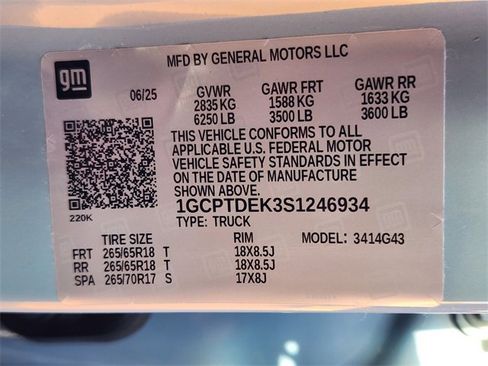 MFD BY GENERAL MOTORS LLC
gm
06/25 GVWR GAWR FRT GAWR RR
2835 KG 1588 KG 1633 KG
6250 LB 3500 LB 3600 LB
THIS VEHICLE CONFORMS TO ALL
APPLICABLE U.S. FEDERAL MOTOR
VEHICLE SAFETY STANDARDS IN EFFECT
ON THE DATE OF MANUFACTURE
SHOWN ABOVE.
220K
1GCPTDEK3S1246934
TYPE: TRUCK
TIRE SIZE RIM MODEL: 3414G43
FRT 265/65R18 T 18X8.5J
RR 265/65R18 T 18X8.5J
SPA 265/70R17 S 17X8J